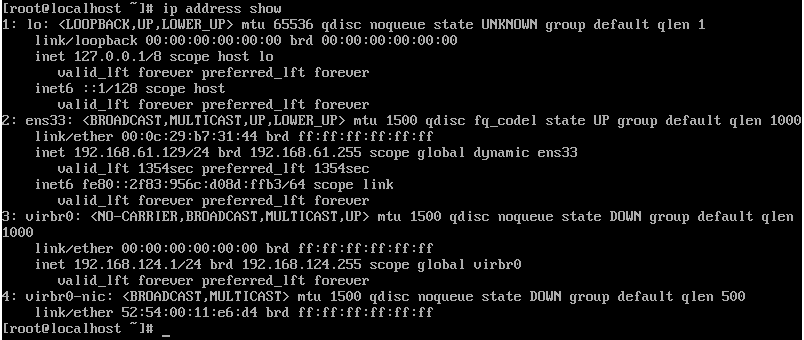 [root@localhost ~]# ip address show
1: lo: <LOOPBACK,UP,LOWER_UP> mtu 65536 qdisc noqueue state UNKNOWN group default qlen 1
    link/loopback 00:00:00:00:00:00 brd 00:00:00:00:00:00
    inet 127.0.0.1/8 scope host lo
       valid_lft forever preferred_lft forever
    inet6 ::1/128 scope host
       valid_lft forever preferred_lft forever
2: ens33: <BROADCAST,MULTICAST,UP,LOWER_UP> mtu 1500 qdisc fq_codel state UP group default qlen 1000
    link/ether 00:0c:29:b7:31:44 brd ff:ff:ff:ff:ff:ff
    inet 192.168.61.129/24 brd 192.168.61.255 scope global dynamic ens33
       valid_lft 1354sec preferred_lft 1354sec
    inet6 fe80::2f83:956c:d08d:ffb3/64 scope link
       valid_lft forever preferred_lft forever
3: virbr0: <NO-CARRIER,BROADCAST,MULTICAST,UP> mtu 1500 qdisc noqueue state DOWN group default qlen
1000
    link/ether 00:00:00:00:00:00 brd ff:ff:ff:ff:ff:ff
    inet 192.168.124.1/24 brd 192.168.124.255 scope global virbr0
       valid_lft forever preferred_lft forever
4: virbr0-nic: <BROADCAST,MULTICAST> mtu 1500 qdisc noqueue state DOWN group default qlen 500
    link/ether 52:54:00:11:e6:d4 brd ff:ff:ff:ff:ff:ff
[root@localhost ~]# _